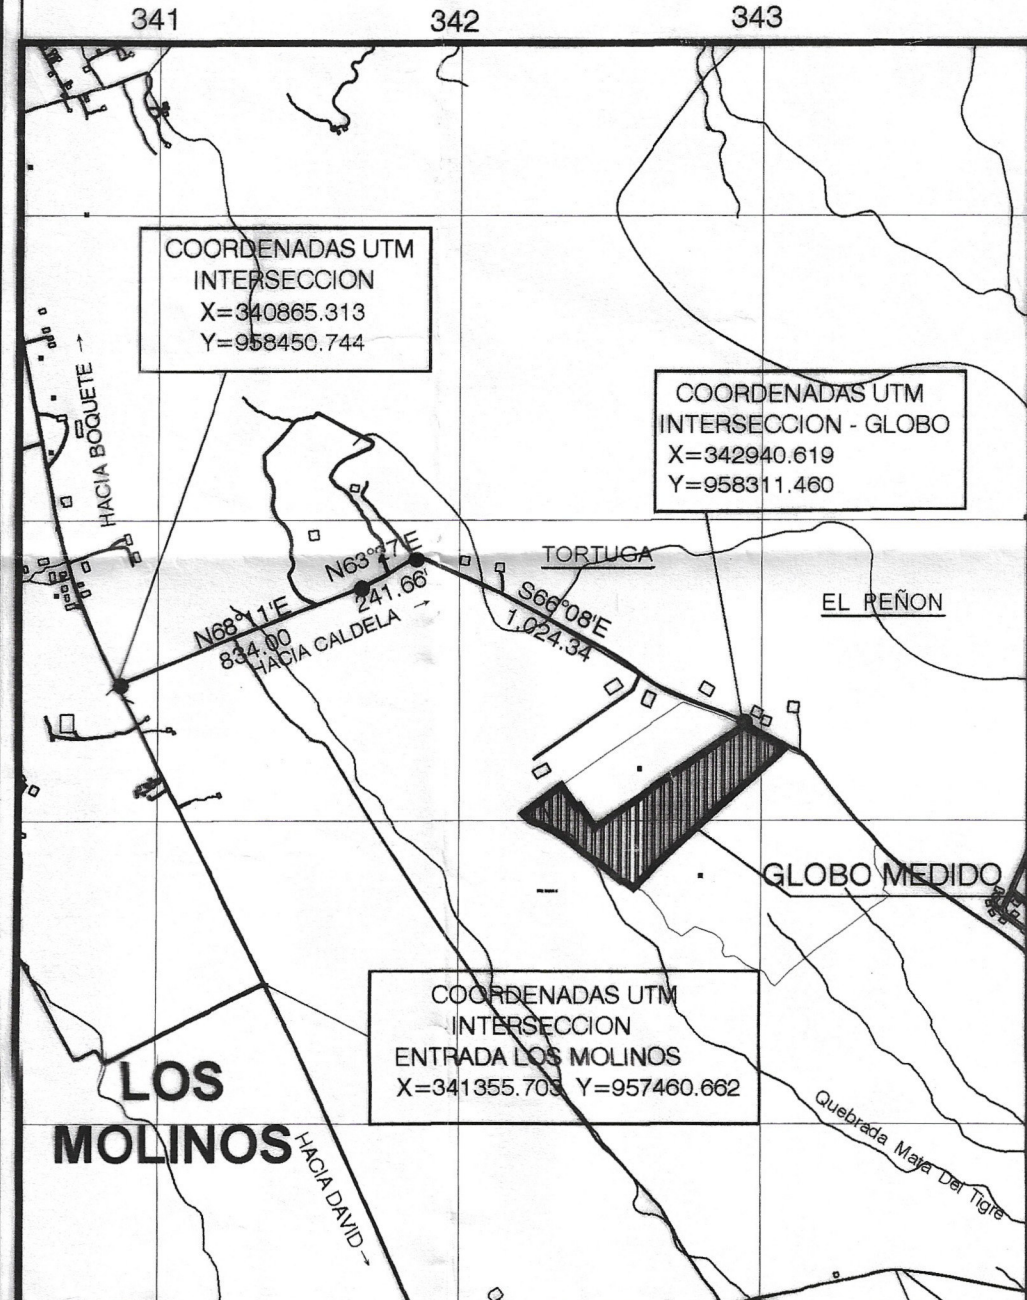 341 342 343
COORDENADAS UTM
INTERSECCION
X=340865.313
Y=958450.744
HACIA BOQUETE →
COORDENADAS UTM
INTERSECCION - GLOBO
X=342940.619
Y=958311.460
TORTUGA
EL PEÑON
N68°11'E
834.00
241.66
HACIA CALDELA →
S66°08'E
1,024.34
GLOBO MEDIDO
COORDENADAS UTM
INTERSECCION
ENTRADA LOS MOLINOS
X=341355.703 Y=957460.662
LOS
MOLINOS
HACIA DAVID →
Quebrada Mata Del Tigre